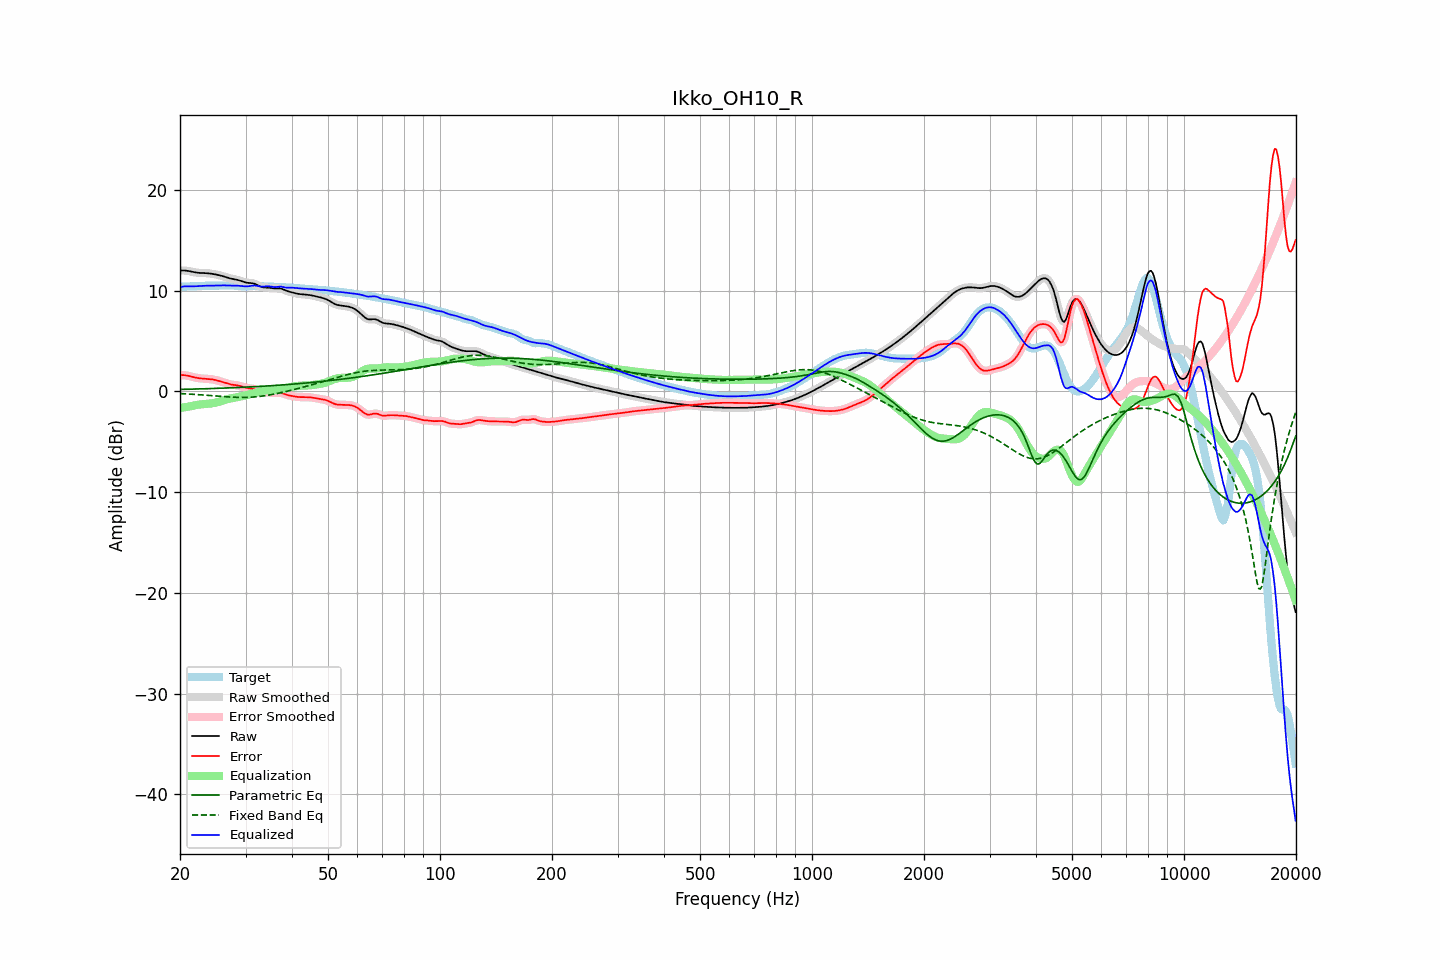 Ikko_OH10_R
Amplitude (dBr)
20
10
0
−10
−20
−30
−40
Target
Raw Smoothed
Error Smoothed
Raw
Error
Equalization
Parametric Eq
Fixed Band Eq
Equalized
20 50 100 200 500 1000 2000 5000 10000 20000
Frequency (Hz)